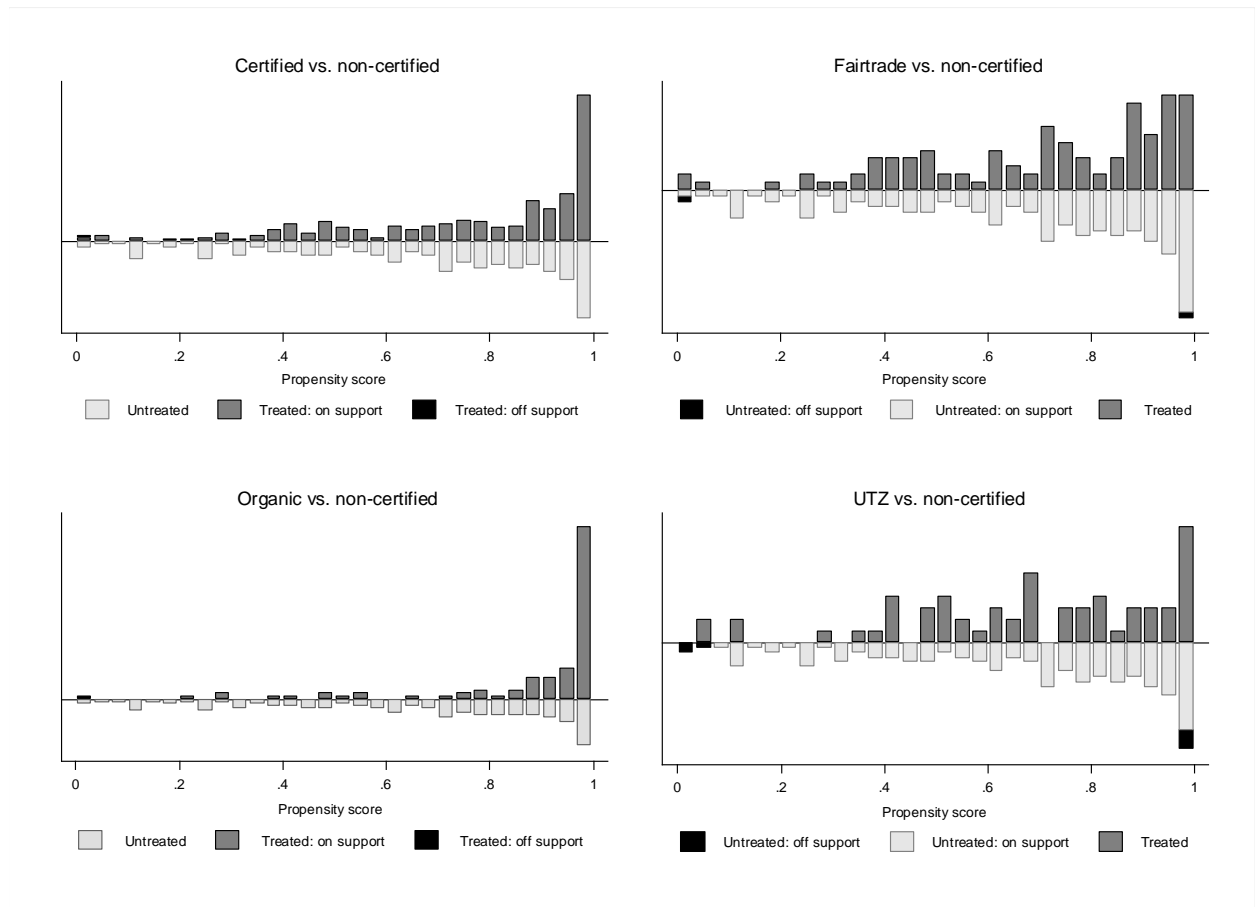 Certified vs. non-certified
0 .2 .4 .6 .8 1
Propensity score
Untreated Treated: on support Treated: off support
Fairtrade vs. non-certified
0 .2 .4 .6 .8 1
Propensity score
Untreated: off support Untreated: on support Treated
Organic vs. non-certified
0 .2 .4 .6 .8 1
Propensity score
Untreated Treated: on support Treated: off support
UTZ vs. non-certified
0 .2 .4 .6 .8 1
Propensity score
Untreated: off support Untreated: on support Treated